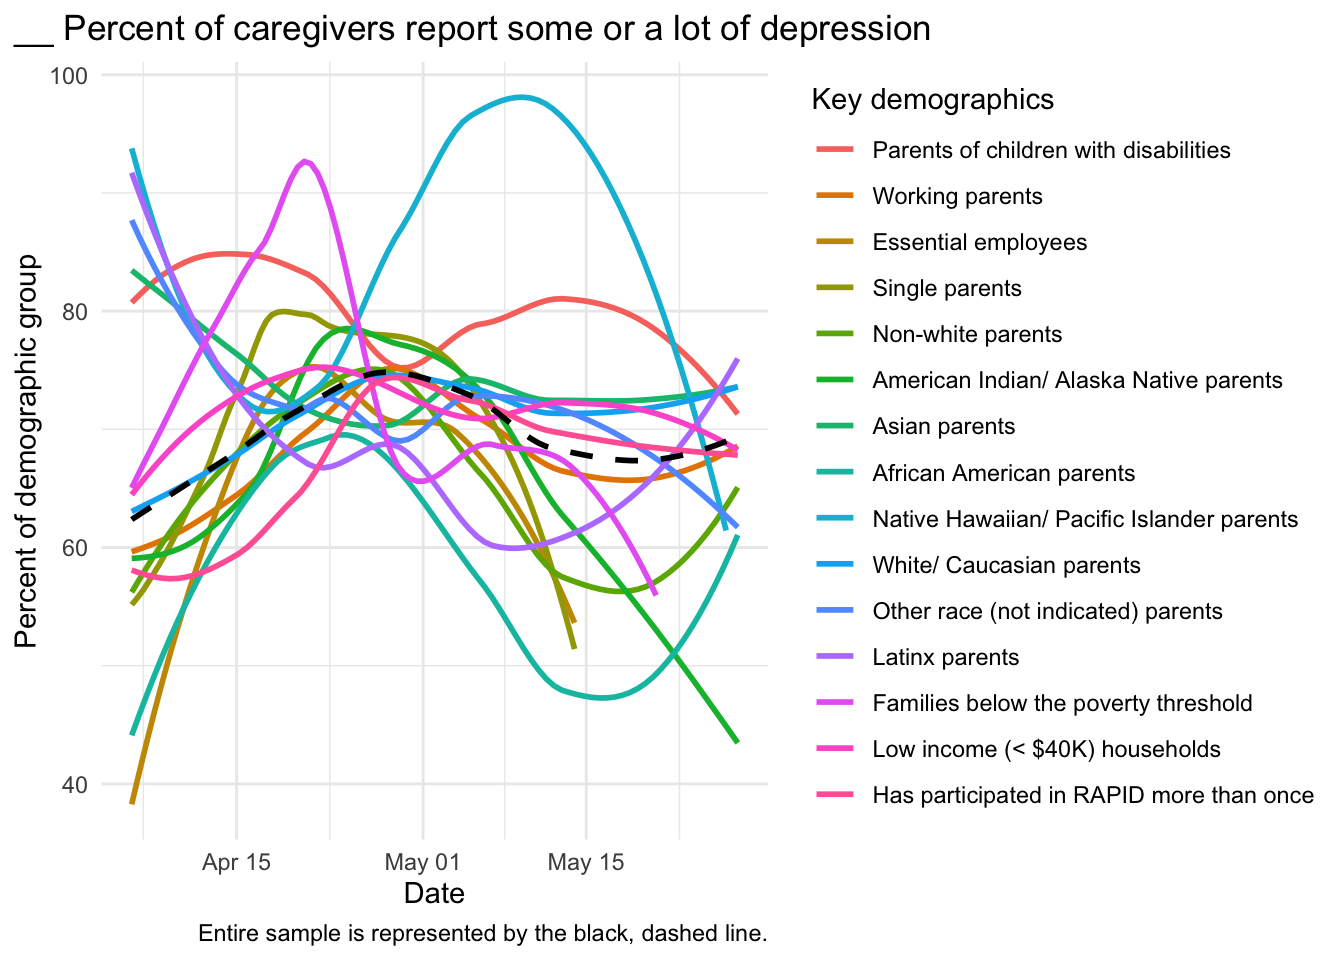 __ Percent of caregivers report some or a lot of depression
Percent of demographic group
100
80
60
40
Apr 15
May 01
May 15
Date
Entire sample is represented by the black, dashed line.
Key demographics
Parents of children with disabilities
Working parents
Essential employees
Single parents
Non-white parents
American Indian/ Alaska Native parents
Asian parents
African American parents
Native Hawaiian/ Pacific Islander parents
White/ Caucasian parents
Other race (not indicated) parents
Latinx parents
Families below the poverty threshold
Low income (< $40K) households
Has participated in RAPID more than once